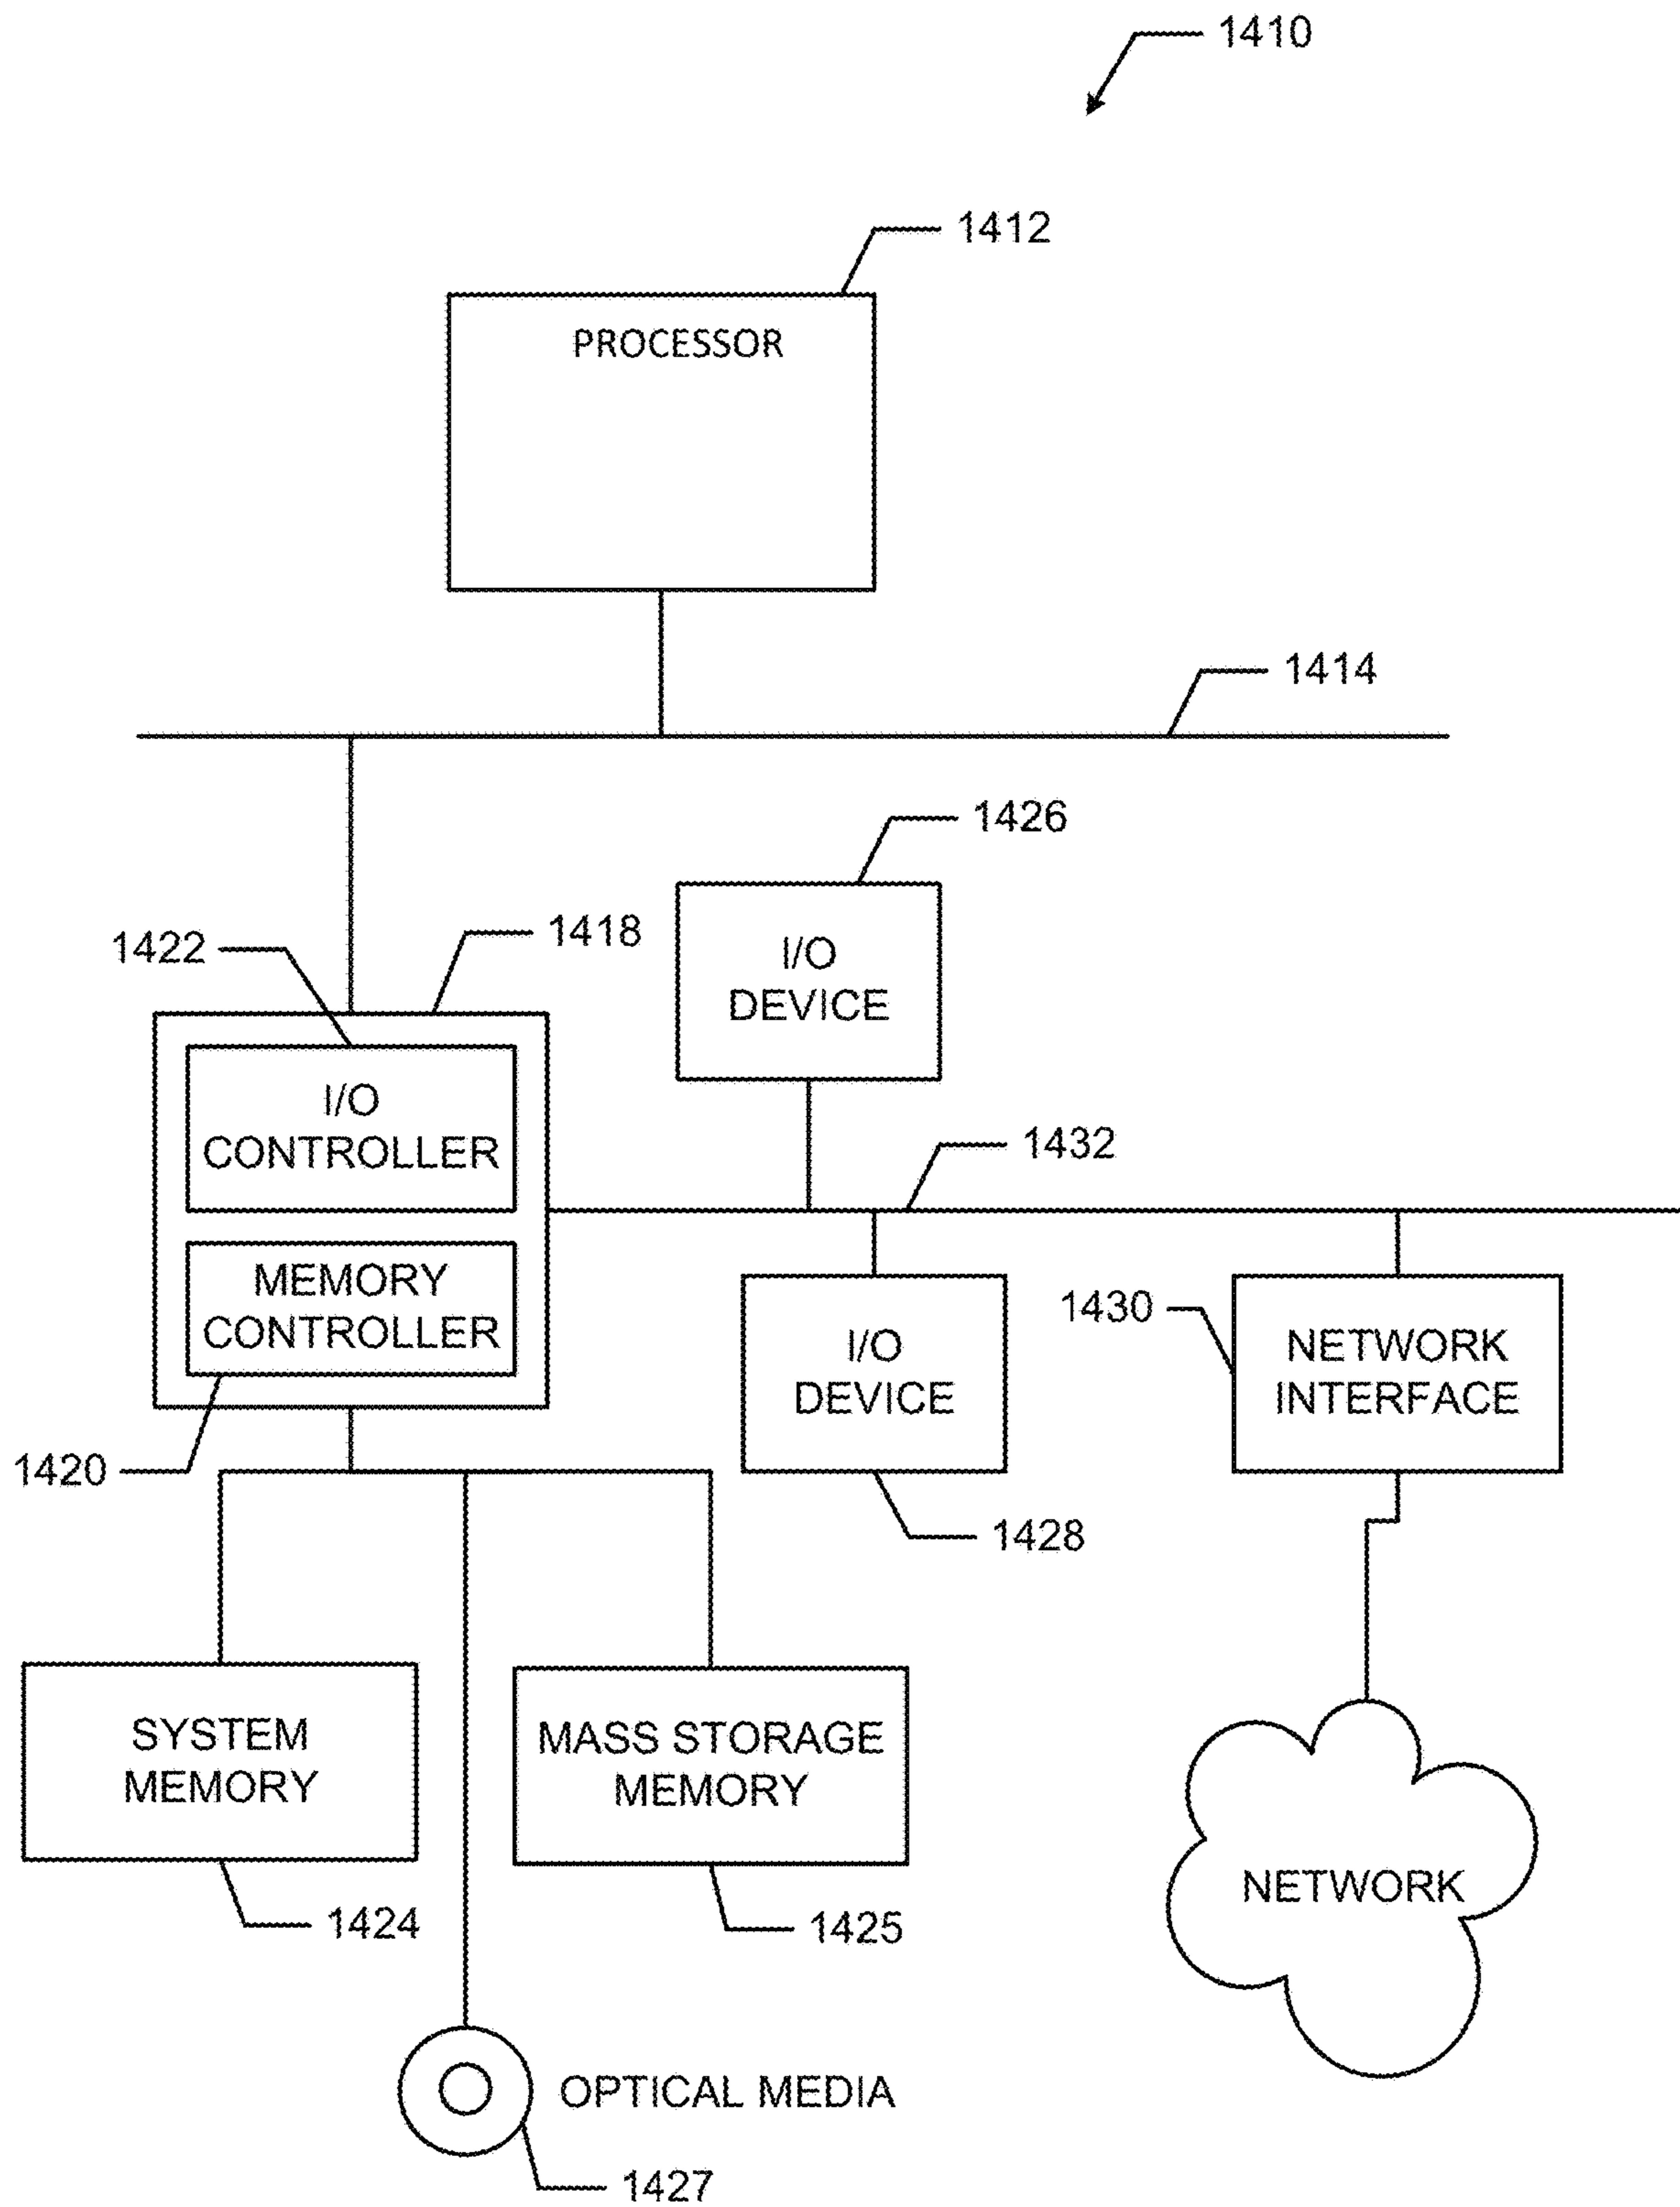 1410
1412
PROCESSOR
1414
1426
1422
1418
I/O
DEVICE
I/O
CONTROLLER
1432
MEMORY
CONTROLLER
1430
I/O
DEVICE
NETWORK
INTERFACE
1420
1428
SYSTEM
MEMORY
MASS STORAGE
MEMORY
NETWORK
1424
1425
OPTICAL MEDIA
1427